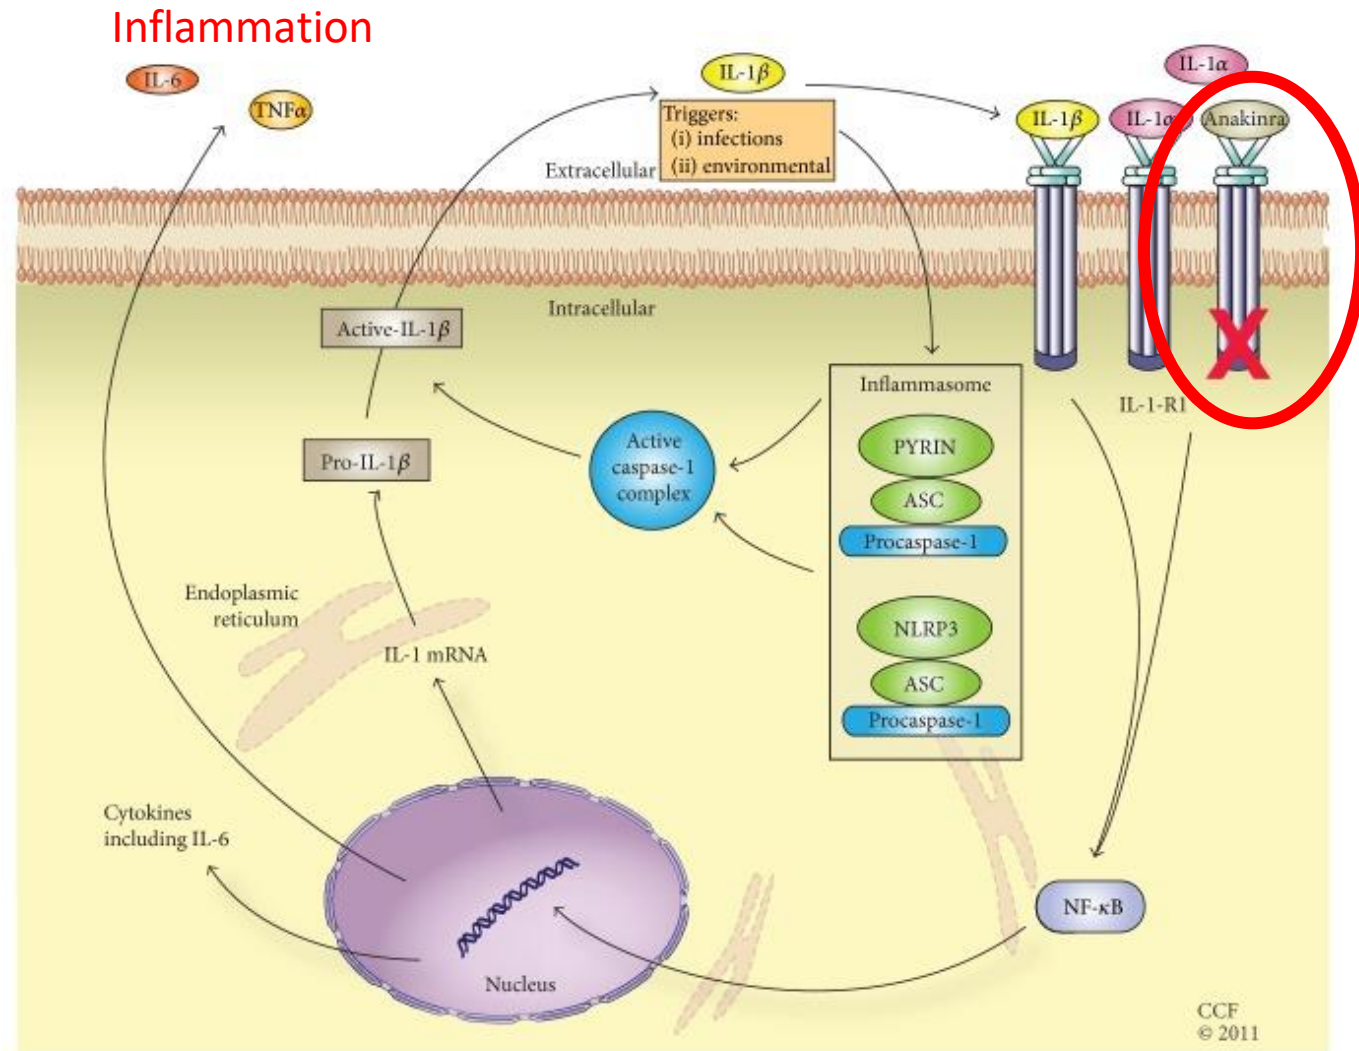 Inflammation
IL-6
TNFα
IL-1β
Triggers:
(i) infections
(ii) environmental
IL-1α
IL-1β
IL-1α
Anakinra
Extracellular
Intracellular
Active-IL-1β
Pro-IL-1β
Active
caspase-1
complex
Inflammasome
PYRIN
ASC
Procaspase-1
NLRP3
ASC
Procaspase-1
IL-1-R1
Endoplasmic
reticulum
IL-1 mRNA
Cytokines
including IL-6
Nucleus
NF-κB
CCF
© 2011